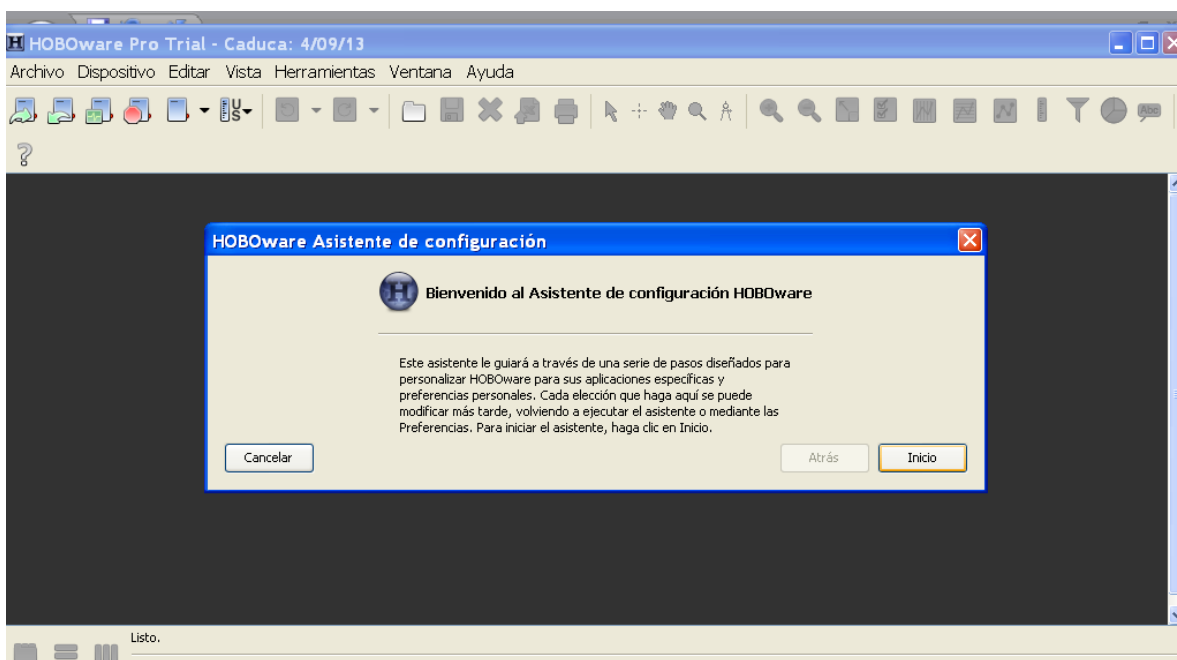 HOBOware Pro Trial - Caduca: 4/09/13
Archivo Dispositivo Editar Vista Herramientas Ventana Ayuda
HOBOware Asistente de configuración
Bienvenido al Asistente de configuración HOBOware
Este asistente le guiará a través de una serie de pasos diseñados para
personalizar HOBOware para sus aplicaciones específicas y
preferencias personales. Cada elección que haga aquí se puede
modificar más tarde, volviendo a ejecutar el asistente o mediante las
Preferencias. Para iniciar el asistente, haga clic en Inicio.
Cancelar Atrás Inicio
Listo.